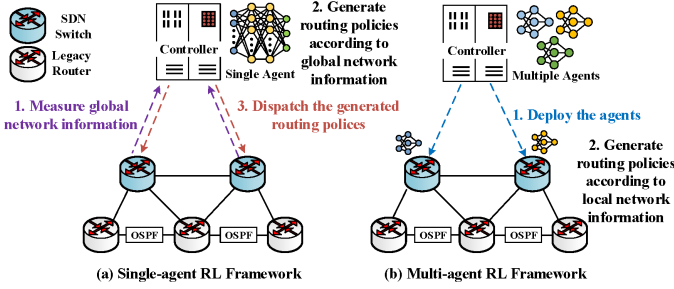 SDN
Switch
Legacy
Router
Controller
Single Agent
2. Generate
routing policies
according to
global network
information
1. Measure global
network information
3. Dispatch the generated
routing polices
OSPF
OSPF
(a) Single-agent RL Framework
Controller
Multiple Agents
1. Deploy the agents
2. Generate
routing policies
according to
local network
information
OSPF
OSPF
(b) Multi-agent RL Framework